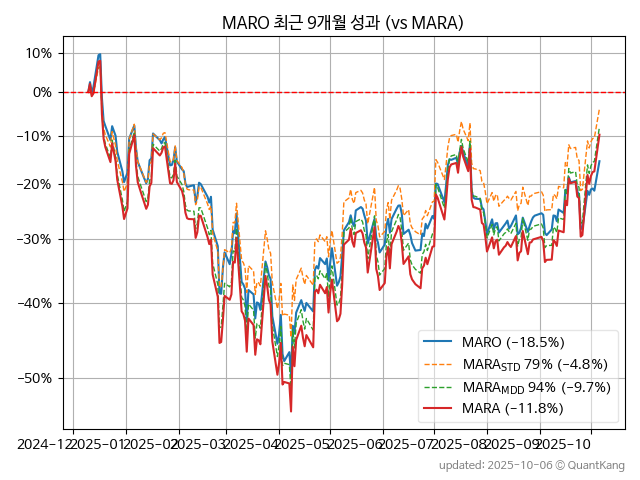 MARO 최근 9개월 성과 (vs MARA)
10%
0%
−10%
−20%
−30%
−40%
−50%
MARO (−18.5%)
MARA_STD 79% (−4.8%)
MARA_MDD 94% (−9.7%)
MARA (−11.8%)
2024−12 2025−01 2025−02 2025−03 2025−04 2025−05 2025−06 2025−07 2025−08 2025−09 2025−10
updated: 2025-10-06 © QuantKang